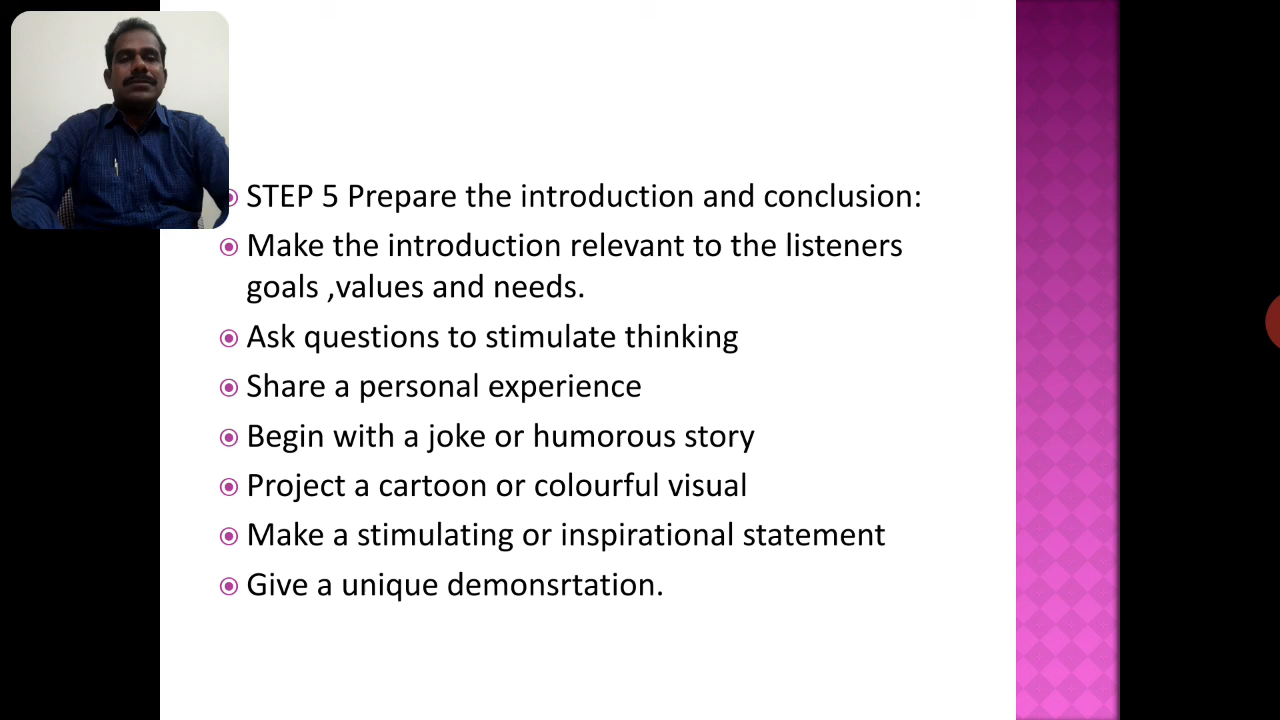 STEP 5 Prepare the introduction and conclusion:
Make the introduction relevant to the listeners
goals ,values and needs.
Ask questions to stimulate thinking
Share a personal experience
Begin with a joke or humorous story
Project a cartoon or colourful visual
Make a stimulating or inspirational statement
Give a unique demonsrtation.